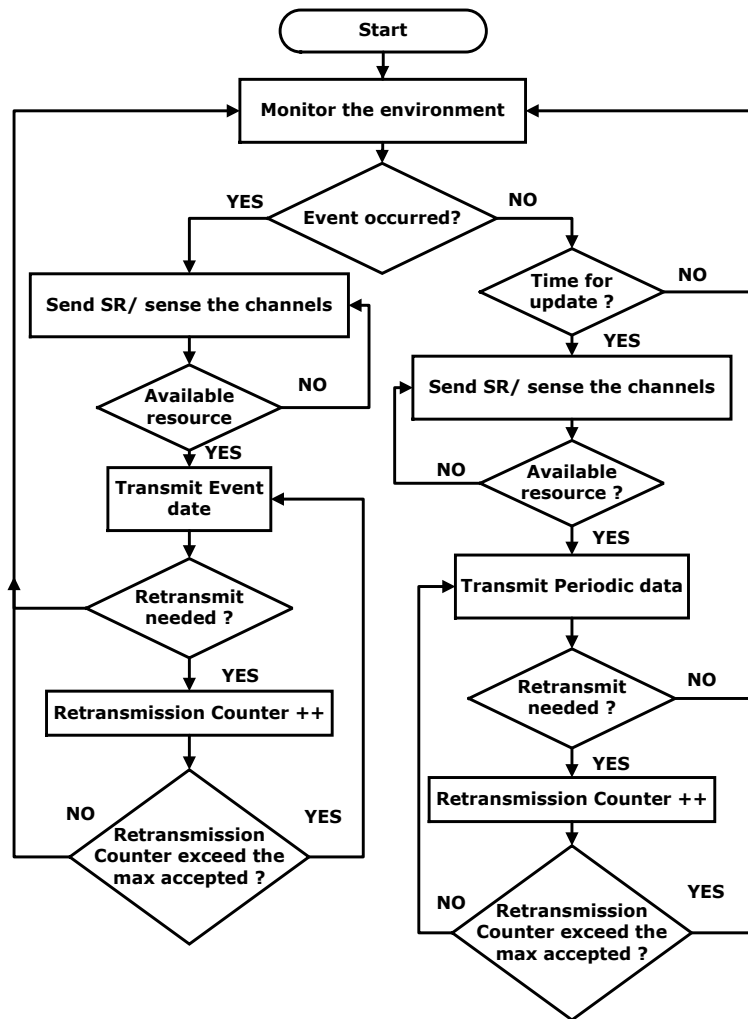 Start
Monitor the environment
YES
NO
Event occurred?
Send SR/ sense the channels
Time for
update ?
NO
YES
Available
resource
NO
YES
Send SR/ sense the channels
NO
Available
resource ?
YES
Transmit Event
date
Transmit Periodic data
Retransmit
needed ?
YES
Retransmission Counter ++
Retransmit
needed ?
NO
YES
Retransmission Counter ++
NO
YES
Retransmission
Counter exceed the
max accepted ?
NO
YES
Retransmission
Counter exceed the
max accepted ?